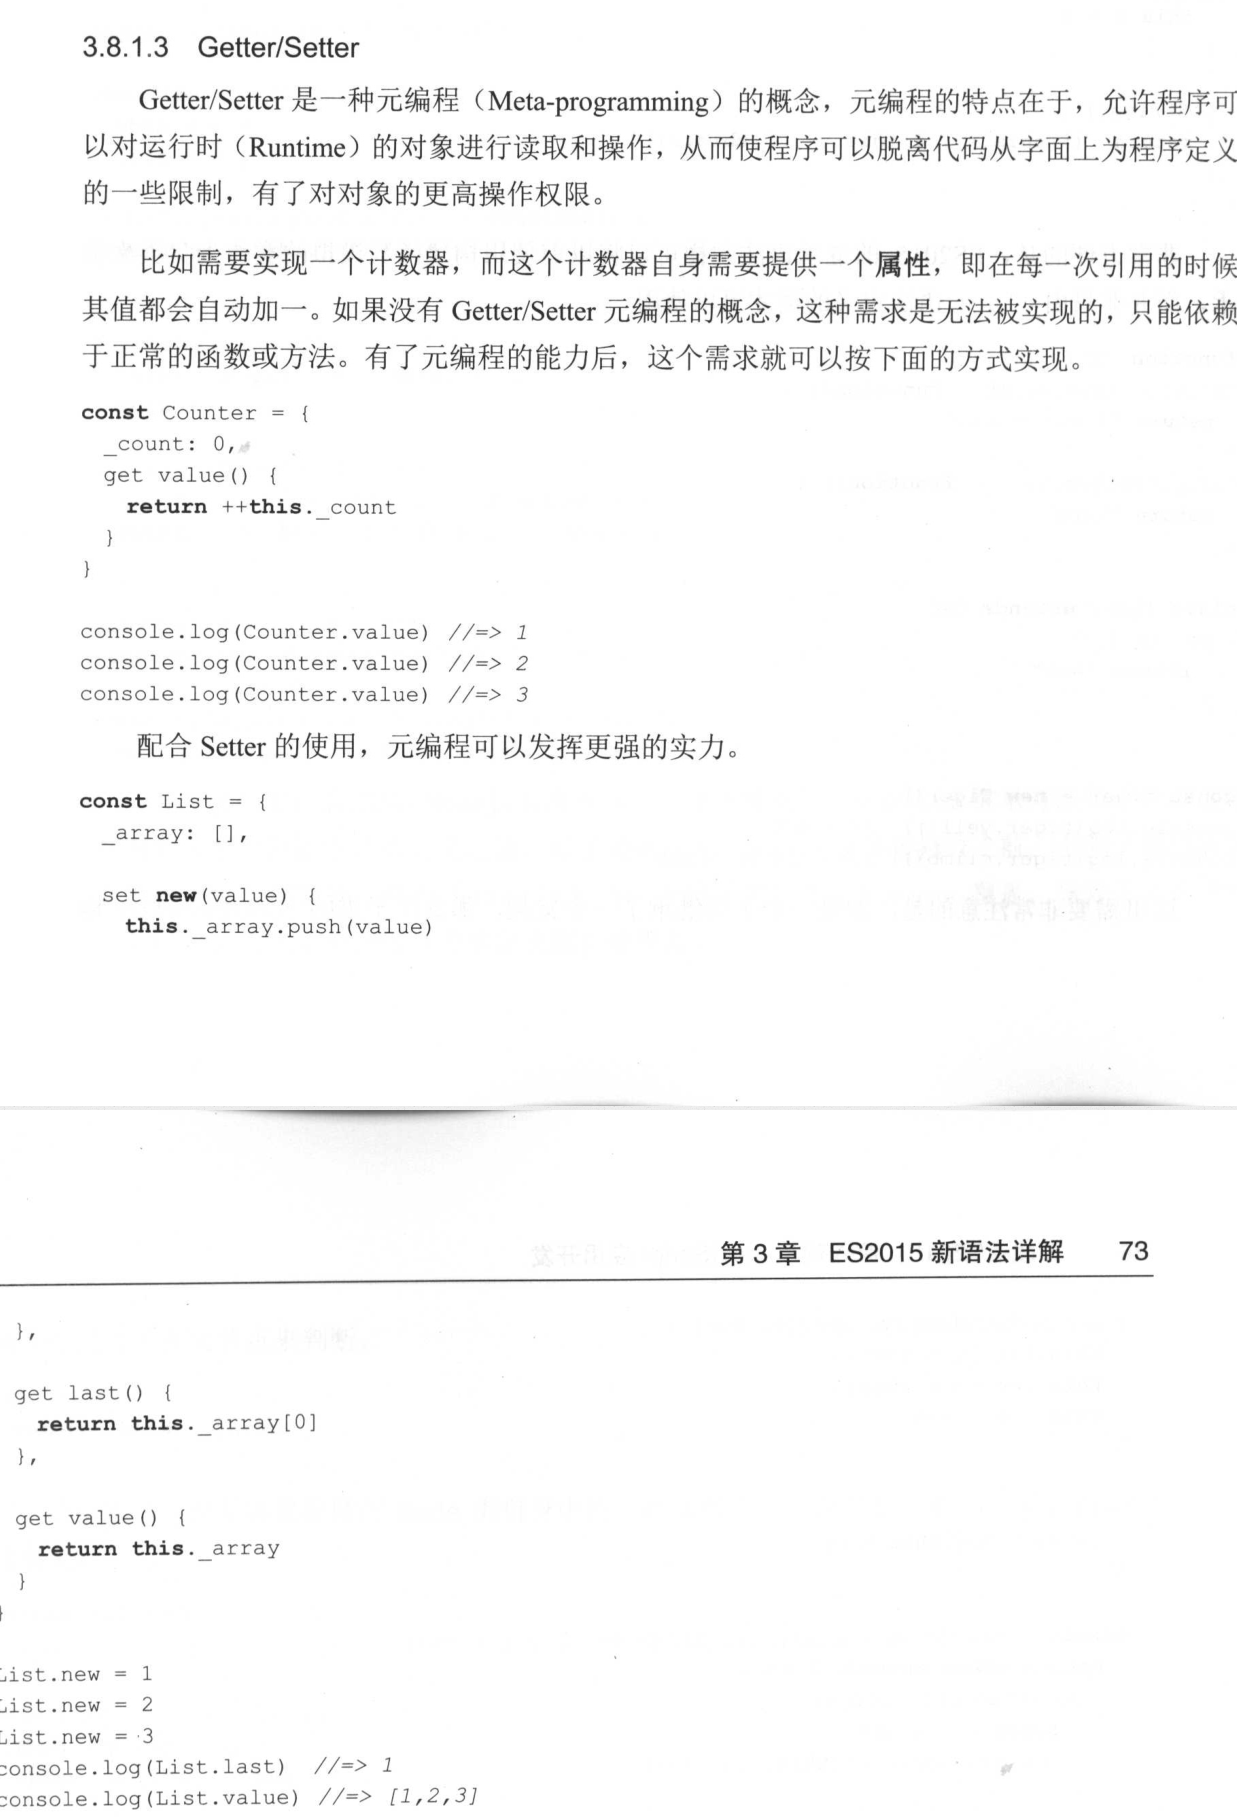 3.8.1.3 Getter/Setter
Getter/Setter 是一种元编程（Meta-programming）的概念，元编程的特点在于，允许程序可
以对运行时（Runtime）的对象进行读取和操作，从而使程序可以脱离代码从字面上为程序定义
的一些限制，有了对对象的更高操作权限。
比如需要实现一个计数器，而这个计数器自身需要提供一个属性，即在每一次引用的时候
其值都会自动加一。如果没有 Getter/Setter 元编程的概念，这种需求是无法被实现的，只能依赖
于正常的函数或方法。有了元编程的能力后，这个需求就可以按下面的方式实现。
const Counter = {
  _count: 0,
  get value() {
    return ++this._count
  }
}
console.log(Counter.value) //=> 1
console.log(Counter.value) //=> 2
console.log(Counter.value) //=> 3
配合 Setter 的使用，元编程可以发挥更强的实力。
const List = {
  _array: [],
  set new(value) {
    this._array.push(value)
第 3 章 ES2015 新语法详解 73
  },
  get last() {
    return this._array[0]
  },
  get value() {
    return this._array
  }
}
List.new = 1
List.new = 2
List.new = 3
console.log(List.last) //=> 1
console.log(List.value) //=> [1,2,3]